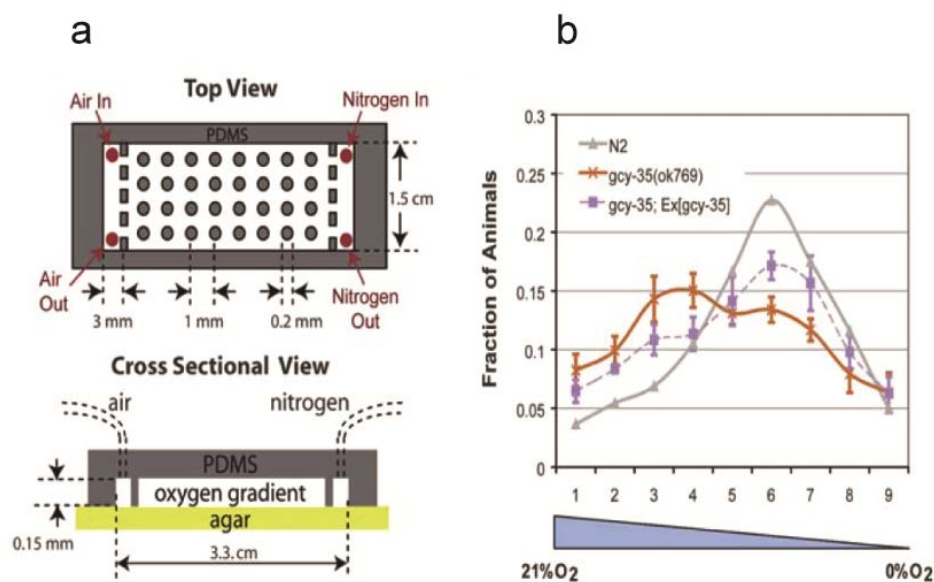 a
Top View
Air In
Nitrogen In
PDMS
1.5 cm
Air
Out
Nitrogen
Out
3 mm
1 mm
0.2 mm
Cross Sectional View
air
nitrogen
PDMS
oxygen gradient
agar
0.15 mm
3.3. cm
b
0.3
0.25
0.2
0.15
0.1
0.05
0
Fraction of Animals
N2
gcy-35(ok769)
gcy-35; Ex[gcy-35]
1 2 3 4 5 6 7 8 9
21%O₂
0%O₂